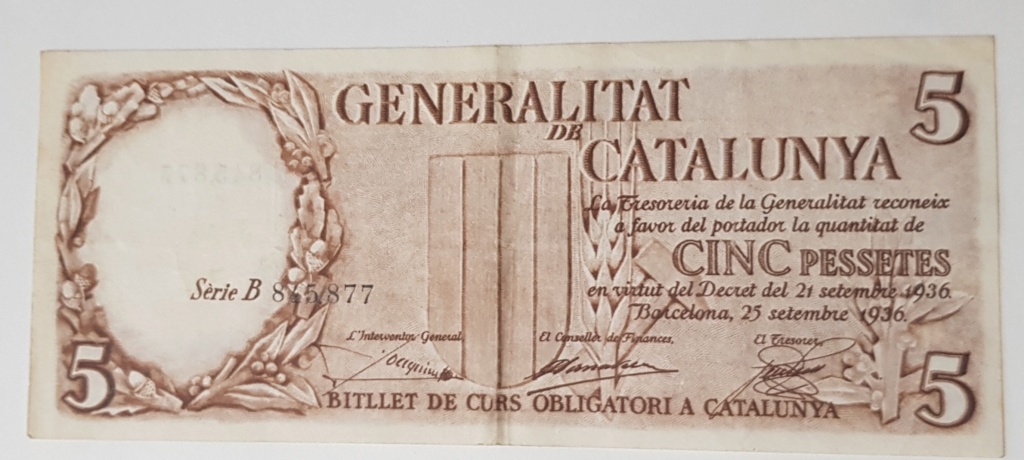 5
GENERALITAT
DE
CATALUNYA
La Tresoreria de la Generalitat reconeix
a favor del portador la quantitat de
CINC PESSETES
en virtut del Decret del 21 setembre 1936.
Barcelona, 25 setembre 1936.
Sèrie B 845,877
L'Interventor General,
El Conseller de Finances,
El Tresorer,
5
5
BITLLET DE CURS OBLIGATORI A CATALUNYA